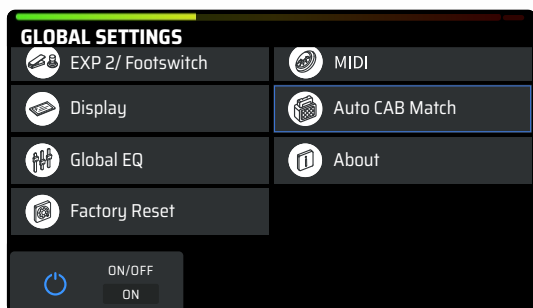 GLOBAL SETTINGS
EXP 2/ Footswitch
MIDI
Display
Auto CAB Match
Global EQ
About
Factory Reset
ON/OFF
ON